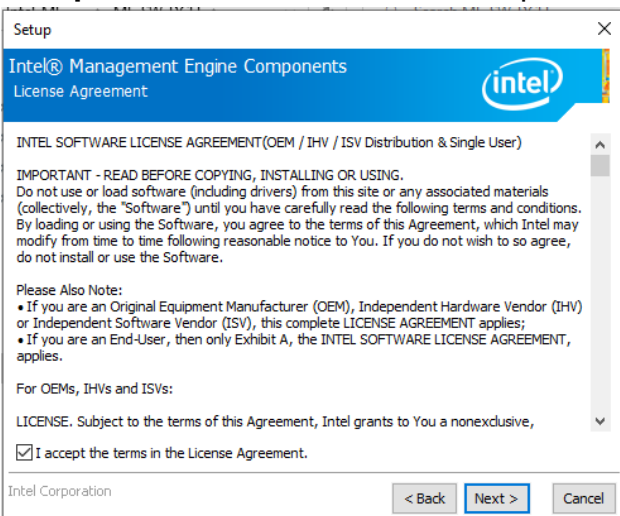 Setup
Intel® Management Engine Components
License Agreement
intel
INTEL SOFTWARE LICENSE AGREEMENT(OEM / IHV / ISV Distribution & Single User)
IMPORTANT - READ BEFORE COPYING, INSTALLING OR USING.
Do not use or load software (including drivers) from this site or any associated materials
(collectively, the "Software") until you have carefully read the following terms and conditions.
By loading or using the Software, you agree to the terms of this Agreement, which Intel may
modify from time to time following reasonable notice to You. If you do not wish to so agree,
do not install or use the Software.
Please Also Note:
• If you are an Original Equipment Manufacturer (OEM), Independent Hardware Vendor (IHV)
or Independent Software Vendor (ISV), this complete LICENSE AGREEMENT applies;
• If you are an End-User, then only Exhibit A, the INTEL SOFTWARE LICENSE AGREEMENT,
applies.
For OEMs, IHVs and ISVs:
LICENSE. Subject to the terms of this Agreement, Intel grants to You a nonexclusive,
I accept the terms in the License Agreement.
Intel Corporation
< Back
Next >
Cancel